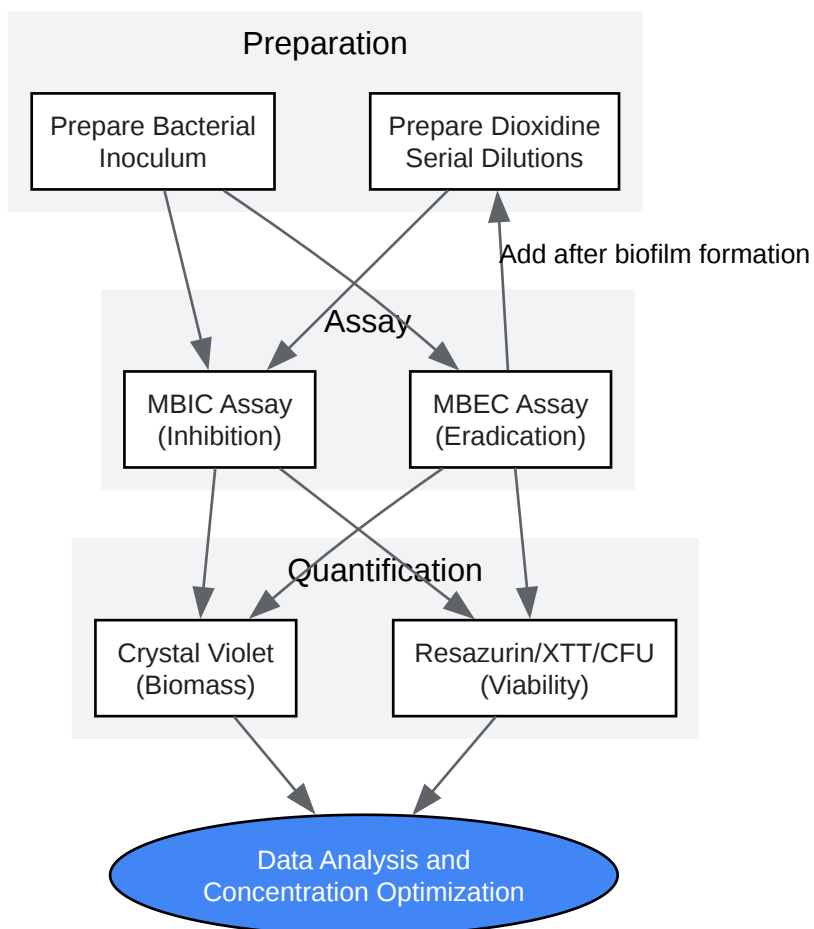 Preparation
Prepare Bacterial
Inoculum
Prepare Dioxidine
Serial Dilutions
Add after biofilm formation
Assay
MBIC Assay
(Inhibition)
MBEC Assay
(Eradication)
Quantification
Crystal Violet
(Biomass)
Resazurin/XTT/CFU
(Viability)
Data Analysis and
Concentration Optimization